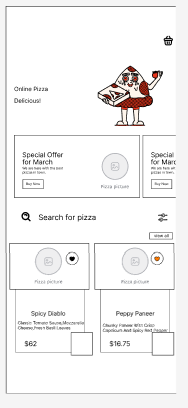 Online Pizza
Delicious!
Special Offer
for March
We are here with the best
pizzas in town.
Buy Now
Pizza picture
Special
for Mar
We are here
pizzas in
Buy Now
Search for pizza
view all
Pizza picture
Pizza picture
Spicy Diablo
Classic Tomato Sauce,Mozzarella
Cheese,Fresh Basil Leaves
$62
Peppy Paneer
Chunky Paneer With Crisp
Capsicum And Spicy Red Pepper
$16.75